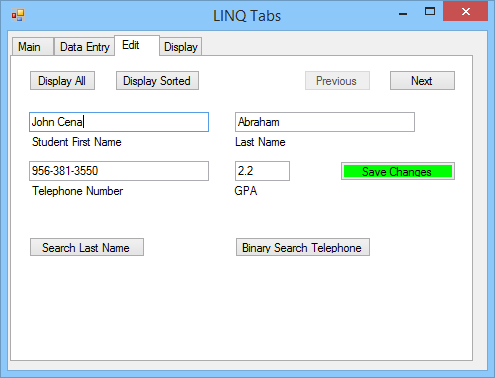 LINQ Tabs
Main Data Entry Edit Display
Display All Display Sorted Previous Next
John Cena Abraham
Student First Name Last Name
956-381-3550 2.2 Save Changes
Telephone Number GPA
Search Last Name Binary Search Telephone